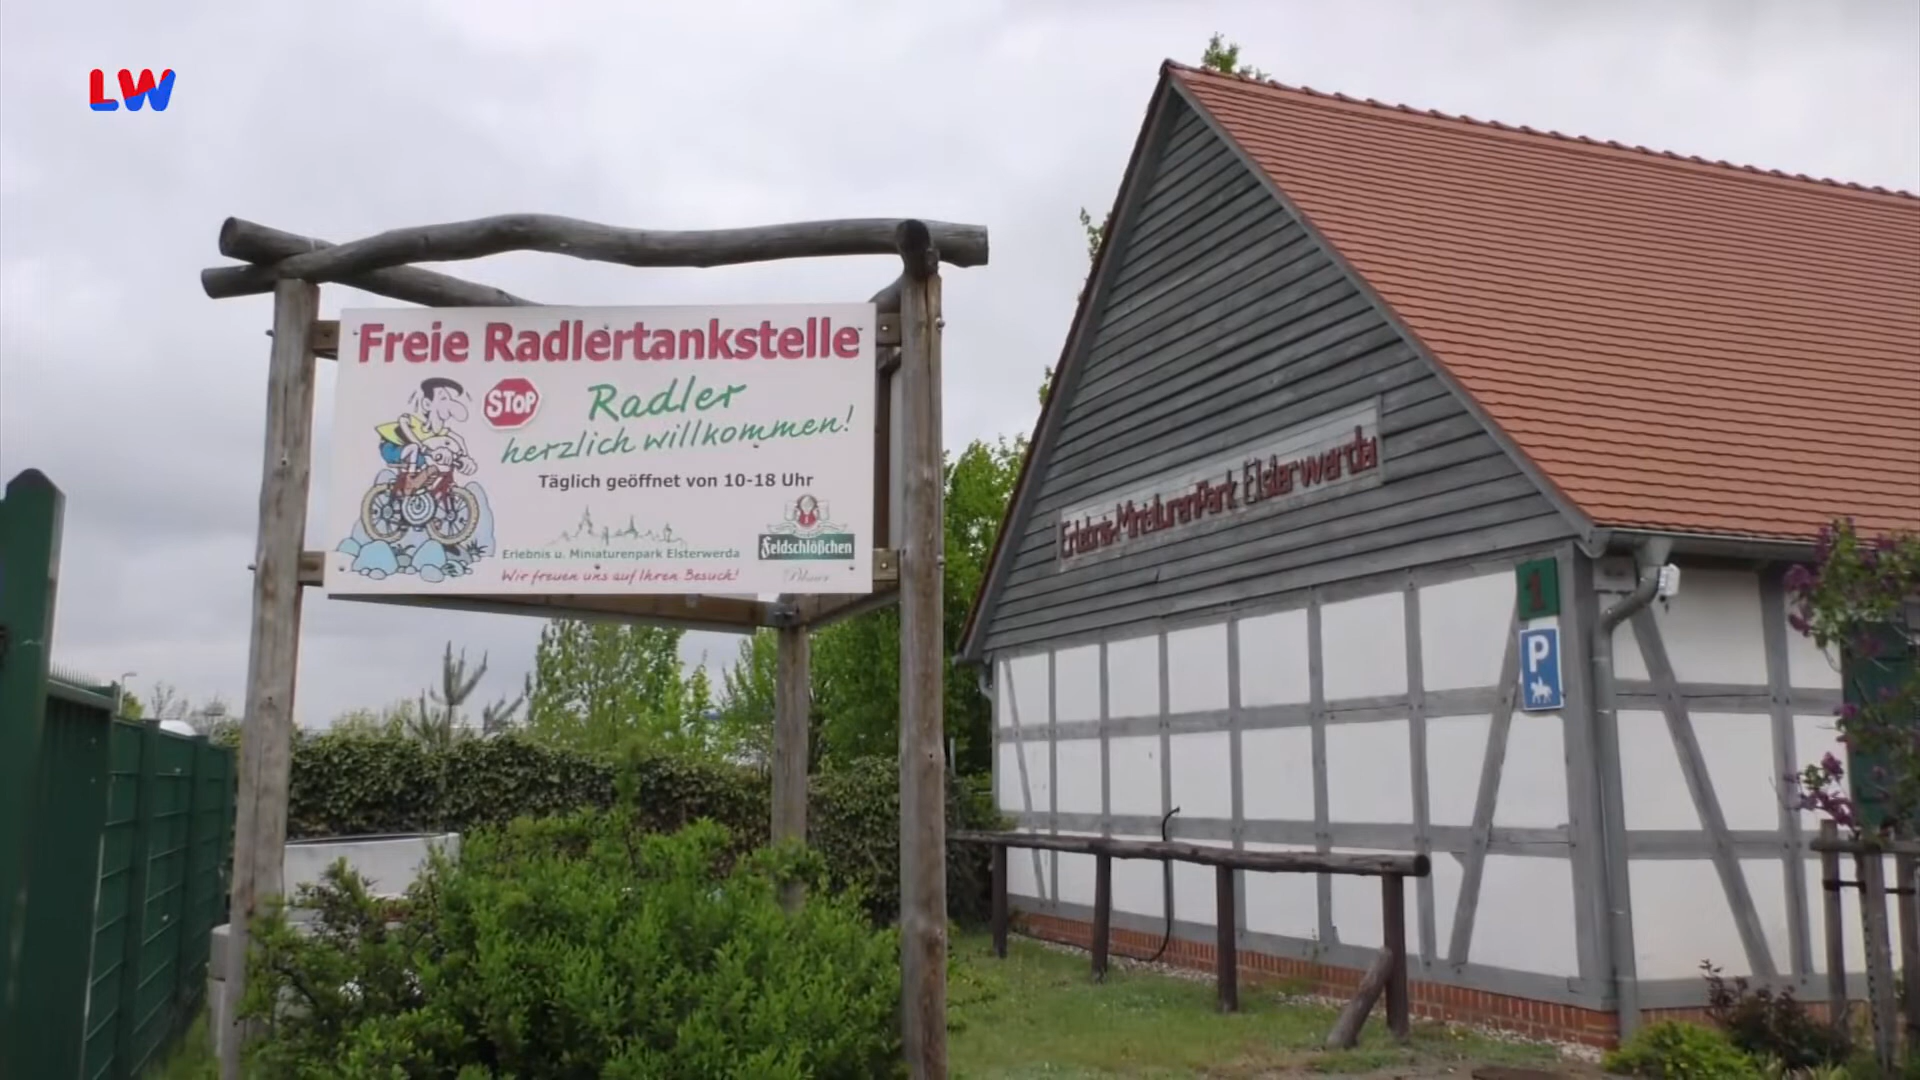 LW
Freie Radlertankstelle
STOP
Radler
herzlich willkommen!
Täglich geöffnet von 10-18 Uhr
Erlebnis u. Miniaturenpark Elsterwerda
Wir freuen uns auf Ihren Besuch!
Feldschlößchen
Pilsner
Erlebnis-MiniaturenPark Elsterwerda
1
P